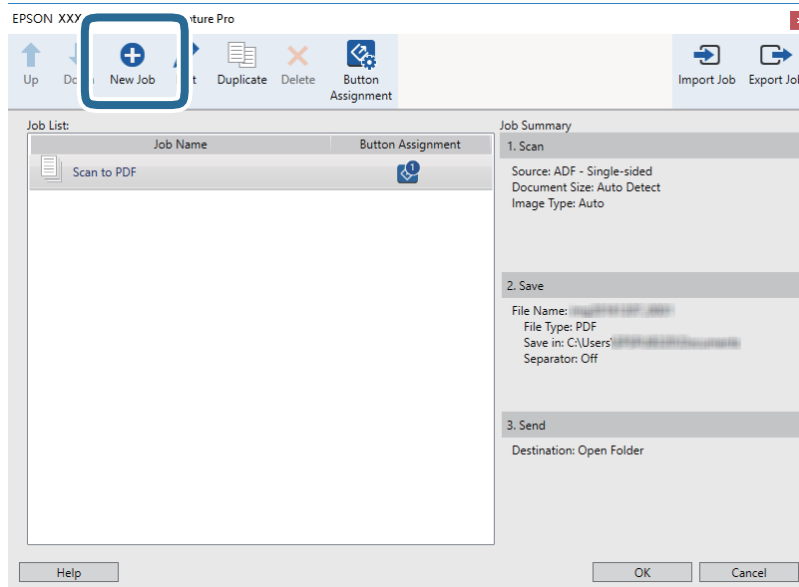 EPSON XXX ture Pro
Up
New Job
Duplicate
Delete
Button
Assignment
Import Job
Export Jo
Job List:
Job Name
Button Assignment
Scan to PDF
1
Job Summary
1. Scan
Source: ADF - Single-sided
Document Size: Auto Detect
Image Type: Auto
2. Save
File Name:
File Type: PDF
Save in: C:\Users\
Separator: Off
3. Send
Destination: Open Folder
Help
OK
Cancel